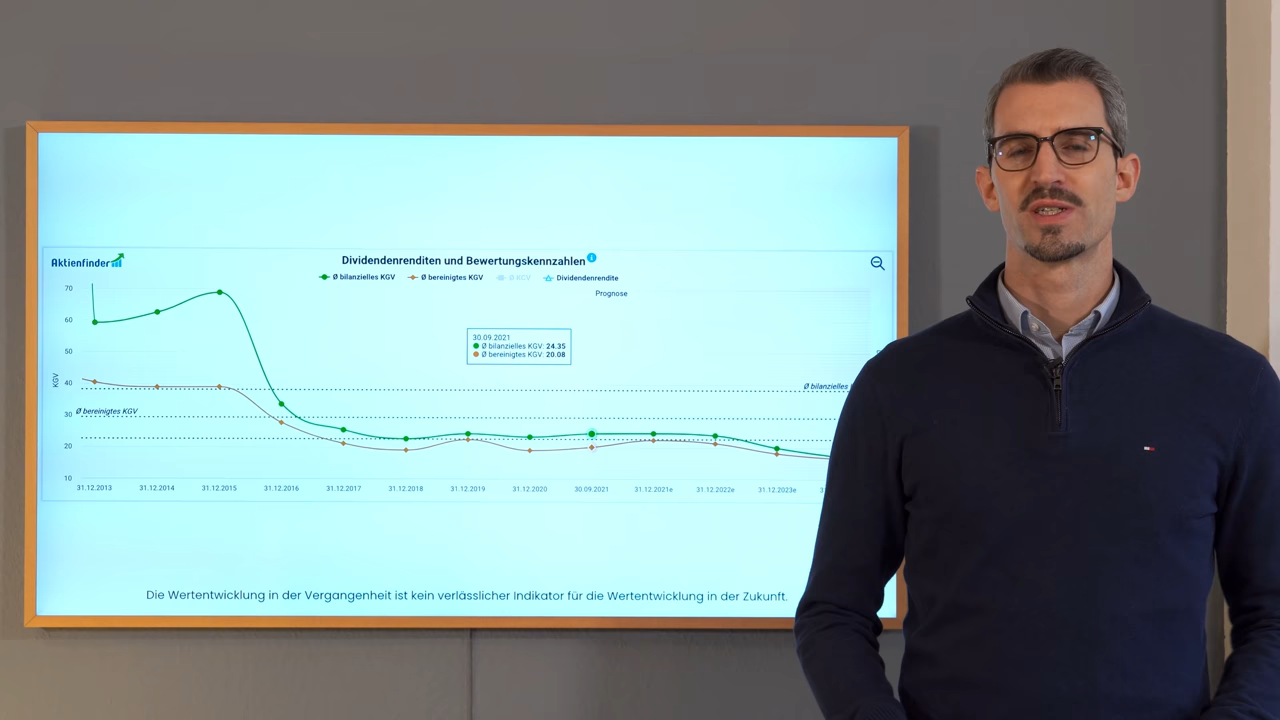 Aktienfinder
Dividendenrenditen und Bewertungskennzahlen
Ø bilanzielles KGV Ø bereinigtes KGV Ø KCV Dividendenrendite
Prognose
70
60
50
40
30
20
10
KGV
30.09.2021
Ø bilanzielles KGV: 24.35
Ø bereinigtes KGV: 20.08
Ø bilanzielles
Ø bereinigtes KGV
31.12.2013 31.12.2014 31.12.2015 31.12.2016 31.12.2017 31.12.2018 31.12.2019 31.12.2020 30.09.2021 31.12.2021e 31.12.2022e 31.12.2023e
Die Wertentwicklung in der Vergangenheit ist kein verlässlicher Indikator für die Wertentwicklung in der Zukunft.